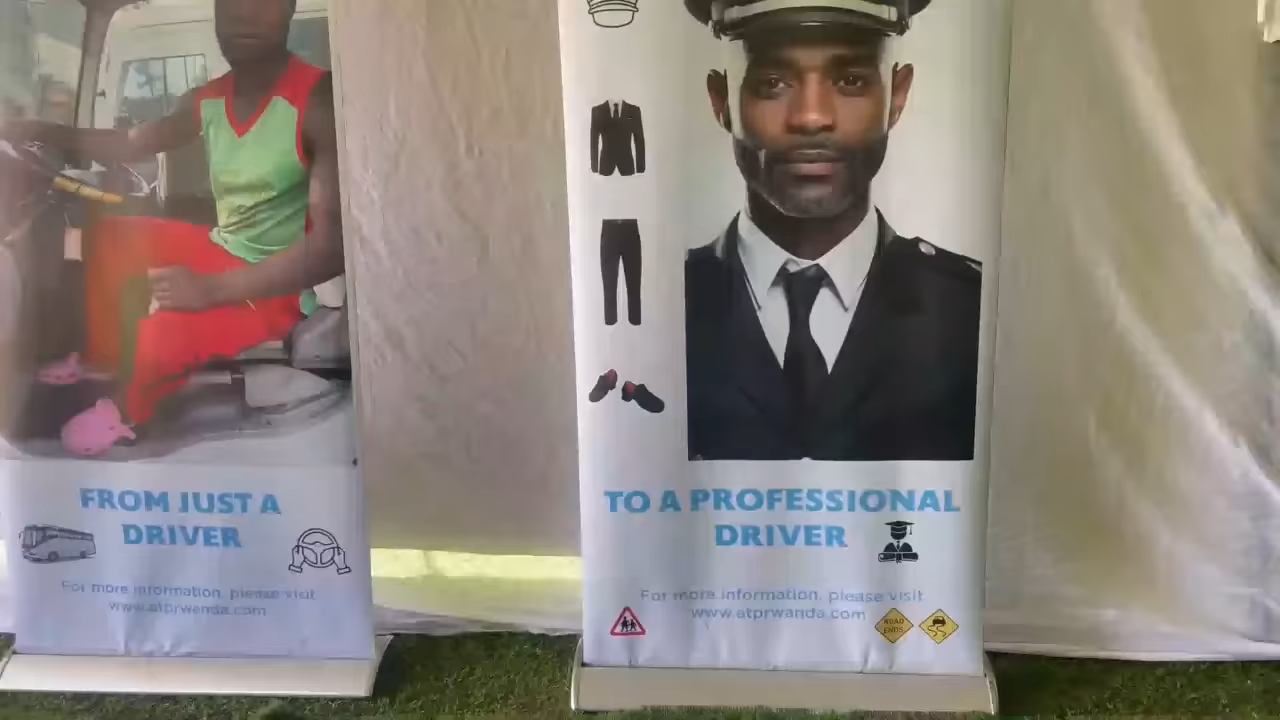 FROM JUST A
DRIVER
For more information, please visit
www.atprwanda.com
TO A PROFESSIONAL
DRIVER
For more information, please visit
www.atprwanda.com
ROAD
ENDS